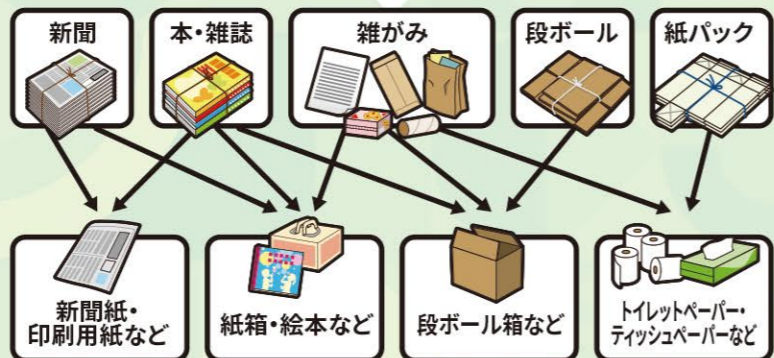 新聞
本・雑誌
雑がみ
段ボール
紙パック
新聞紙・
印刷用紙など
紙箱・絵本など
段ボール箱など
トイレットペーパー・
ティッシュペーパーなど